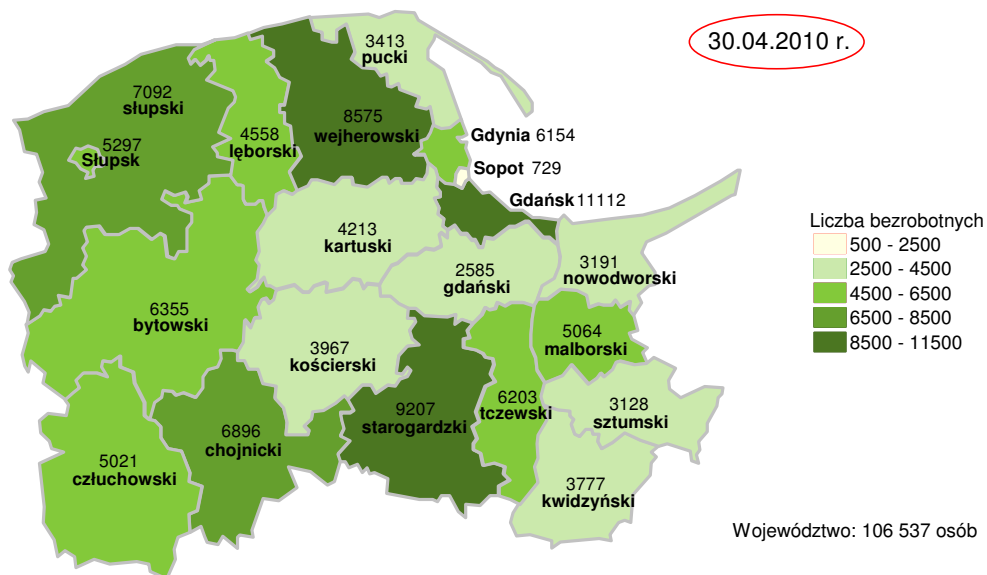 30.04.2010 r.
3413
pucki
7092
słupski
8575
wejherowski
4558
lęborski
5297
Słupsk
Gdynia 6154
Sopot 729
Gdańsk 11112
4213
kartuski
2585
gdański
3191
nowodworski
6355
bytowski
5064
malborski
3967
kościerski
6203
tczewski
3128
sztumski
9207
starogardzki
6896
chojnicki
5021
człuchowski
3777
kwidzyński
Liczba bezrobotnych
500 - 2500
2500 - 4500
4500 - 6500
6500 - 8500
8500 - 11500
Województwo: 106 537 osób